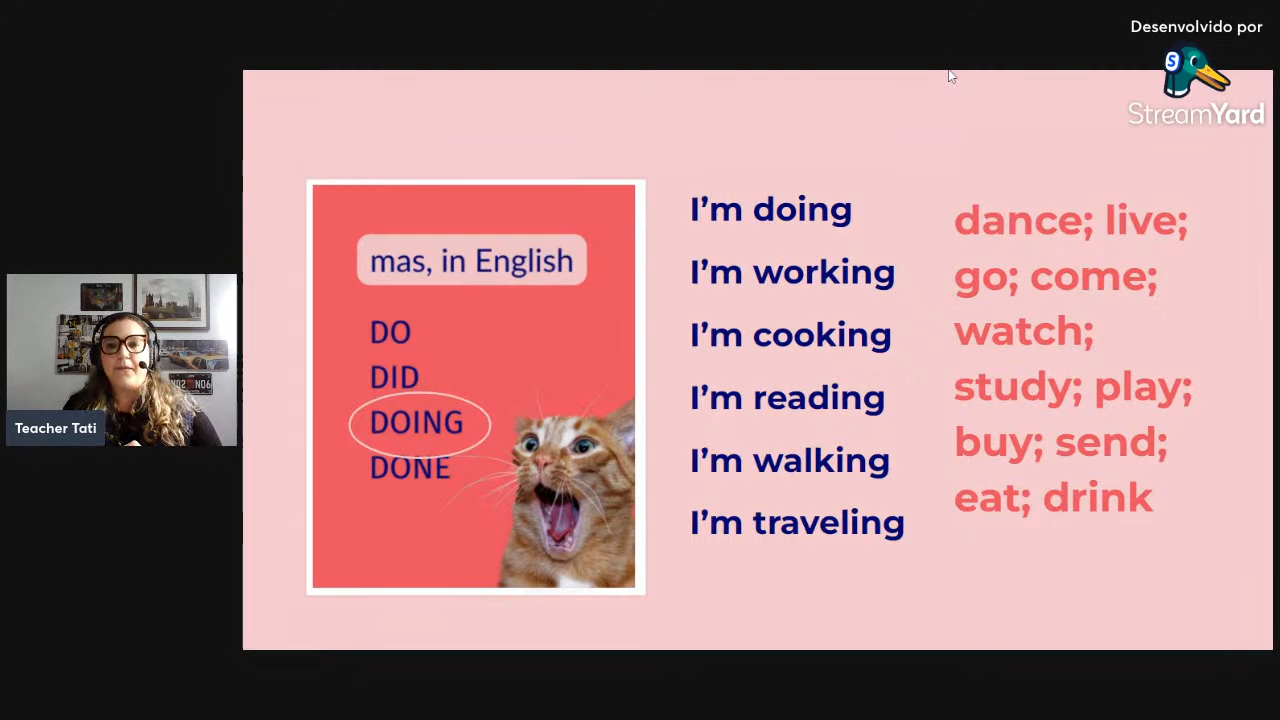 Desenvolvido por
StreamYard
mas, in English
DO
DID
DOING
DONE
I’m doing
I’m working
I’m cooking
I’m reading
I’m walking
I’m traveling
dance; live;
go; come;
watch;
study; play;
buy; send;
eat; drink
Teacher Tati